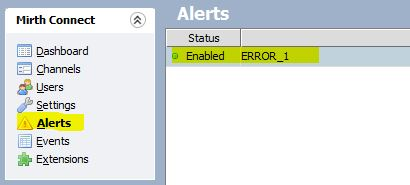 Mirth Connect
Dashboard
Channels
Users
Settings
Alerts
Events
Extensions
Alerts
Status
Enabled ERROR_1